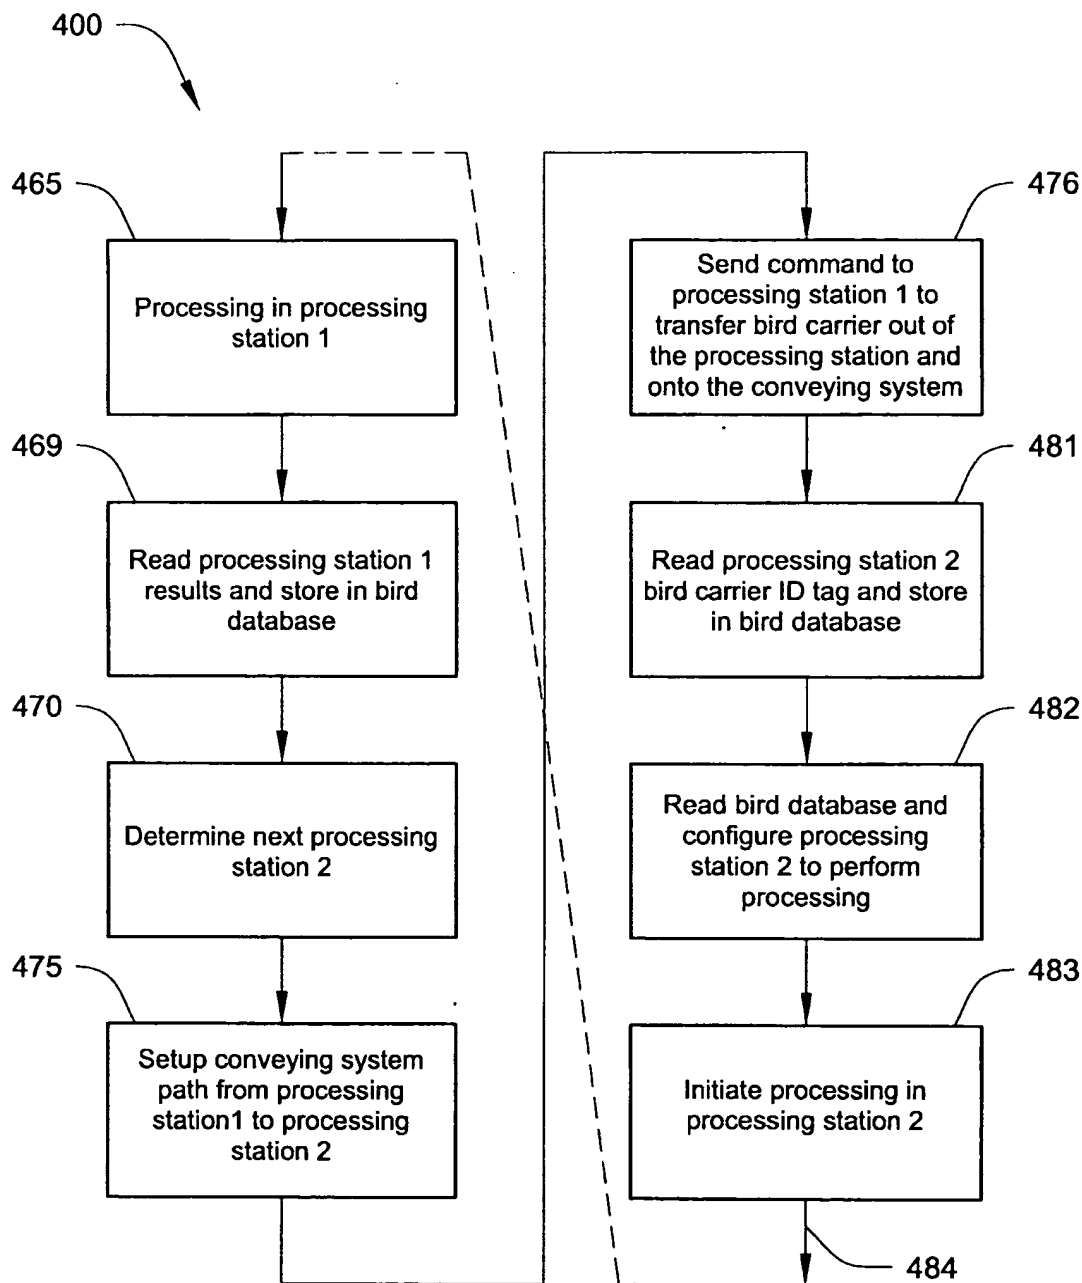 400
465
Processing in processing
station 1
469
Read processing station 1
results and store in bird
database
470
Determine next processing
station 2
475
Setup conveying system
path from processing
station1 to processing
station 2
476
Send command to
processing station 1 to
transfer bird carrier out of
the processing station and
onto the conveying system
481
Read processing station 2
bird carrier ID tag and store
in bird database
482
Read bird database and
configure processing
station 2 to perform
processing
483
Initiate processing in
processing station 2
484